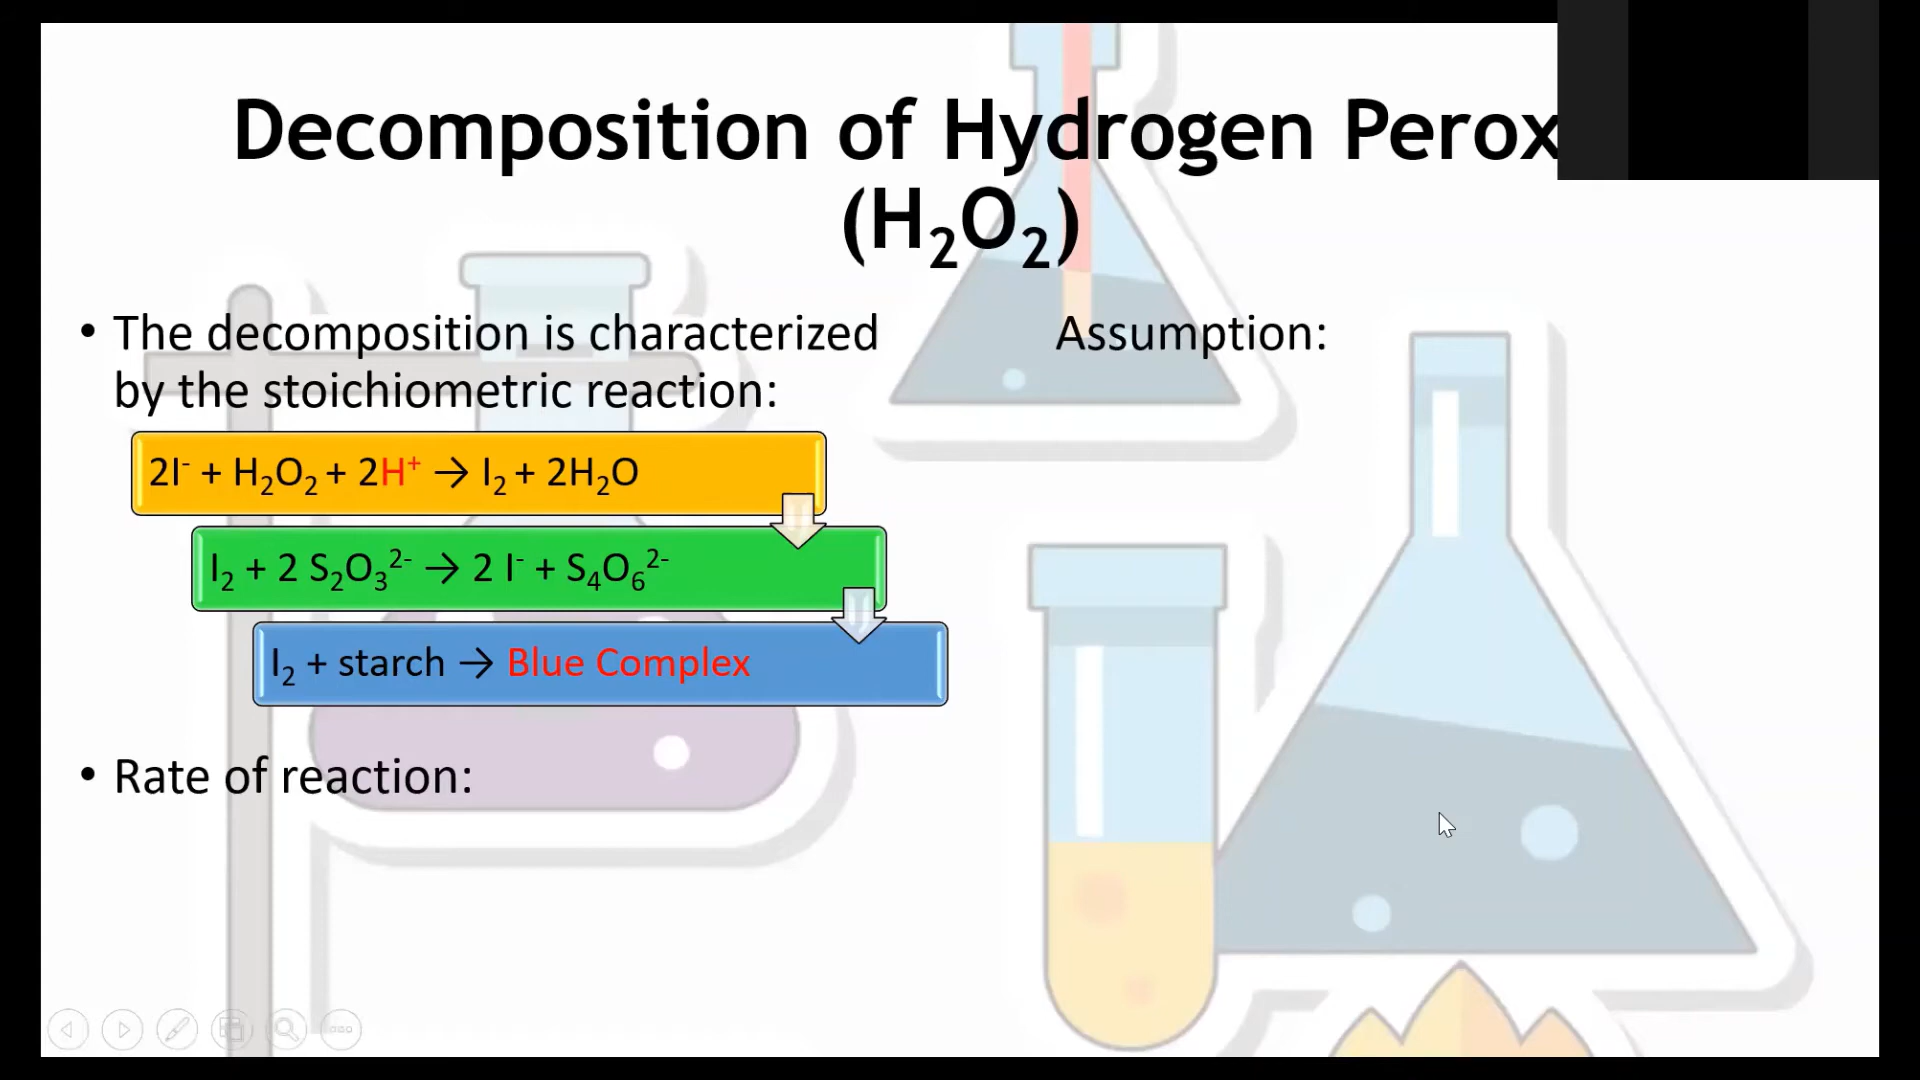 Decomposition of Hydrogen Perox
(H₂O₂)
• The decomposition is characterized
by the stoichiometric reaction:
2I⁻ + H₂O₂ + 2H⁺ → I₂ + 2H₂O
I₂ + 2 S₂O₃²⁻ → 2 I⁻ + S₄O₆²⁻
I₂ + starch → Blue Complex
• Rate of reaction:
Assumption: